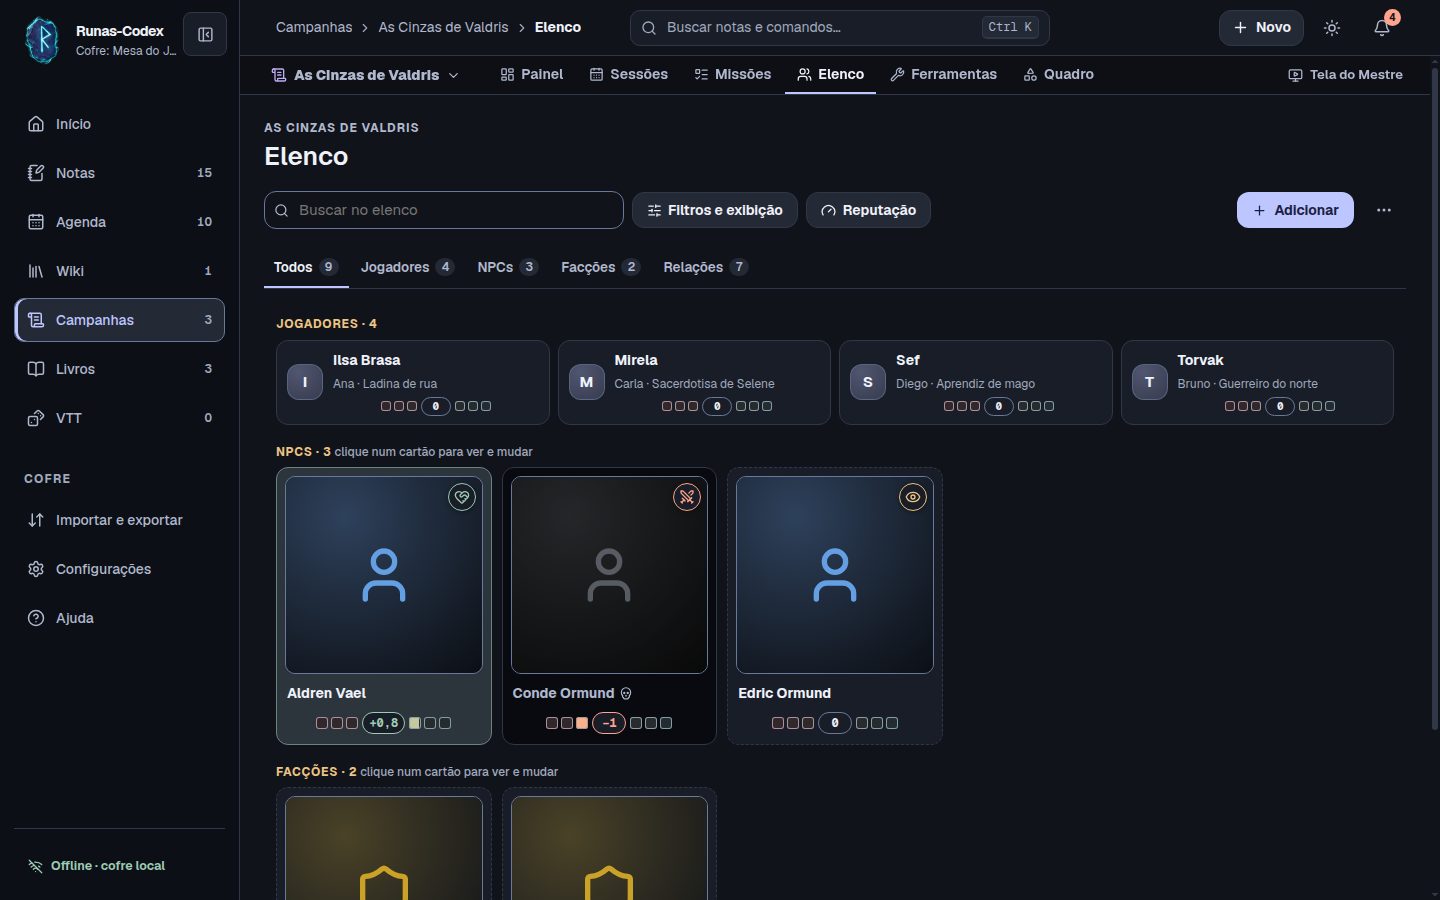 Runas-Codex
Cofre: Mesa do J…
Campanhas > As Cinzas de Valdris > Elenco
Buscar notas e comandos…
Ctrl K
Novo
4
As Cinzas de Valdris
Painel
Sessões
Missões
Elenco
Ferramentas
Quadro
Tela do Mestre
Início
Notas 15
Agenda 10
Wiki 1
Campanhas 3
Livros 3
VTT 0
COFRE
Importar e exportar
Configurações
Ajuda
Offline · cofre local
AS CINZAS DE VALDRIS
Elenco
Buscar no elenco
Filtros e exibição
Reputação
Adicionar
Todos 9
Jogadores 4
NPCs 3
Facções 2
Relações 7
JOGADORES · 4
I
Ilsa Brasa
Ana · Ladina de rua
0
M
Mirela
Carla · Sacerdotisa de Selene
0
S
Sef
Diego · Aprendiz de mago
0
T
Torvak
Bruno · Guerreiro do norte
0
NPCS · 3 clique num cartão para ver e mudar
Aldren Vael
+0,8
Conde Ormund
−1
Edric Ormund
0
FACÇÕES · 2 clique num cartão para ver e mudar